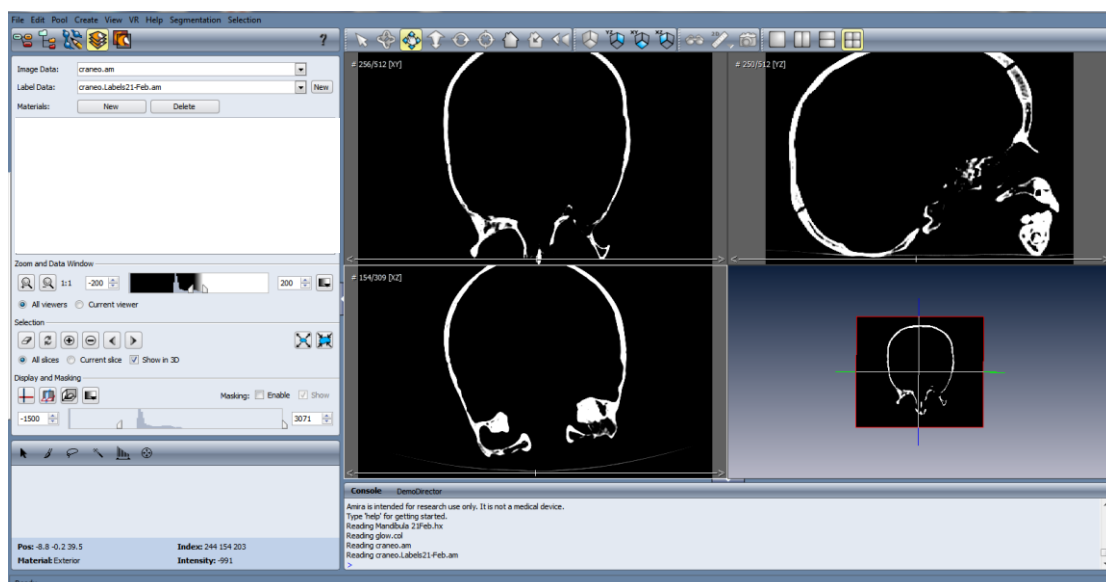 File Edit Pool Create View VR Help Segmentation Selection
?
YZ XY XZ 3D
Image Data: craneo.am
Label Data: craneo.Labels21-Feb.am New
Materials: New Delete
Zoom and Data Window
1:1 -200 200
All viewers Current viewer
Selection
All slices Current slice Show in 3D
Display and Masking
Masking: Enable Show
-1500 3071
Pos: -8.8 -0.2 39.5 Index: 244 154 203
Material: Exterior Intensity: -991
# 256/512 [XY]
# 250/512 [YZ]
# 154/309 [XZ]
Console DemoDirector
Amira is intended for research use only. It is not a medical device.
Type 'help' for getting started.
Reading Mandibula 21Feb.hx
Reading glow.col
Reading craneo.am
Reading craneo.Labels21-Feb.am
>